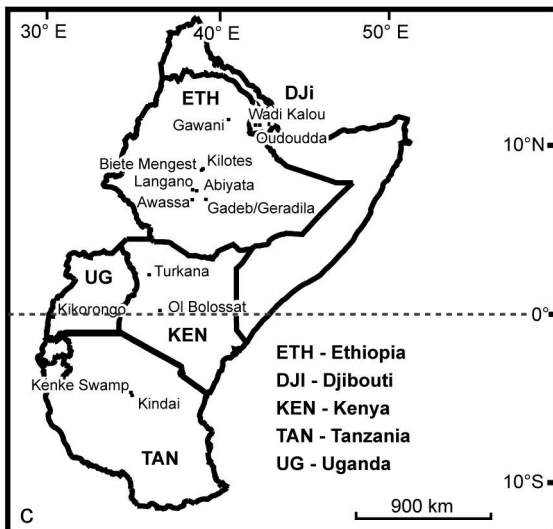 30° E 40° E 50° E
DJi
ETH
Wadi Kalou
Gawani
Oudoudda
10°N
Biete Mengest Kilotes
Langano Abiyata
Awassa Gadeb/Geradila
Turkana
UG
Kikorongo Ol Bolossat
0°
KEN
ETH - Ethiopia
DJI - Djibouti
Kenke Swamp
KEN - Kenya
Kindai
TAN - Tanzania
TAN
UG - Uganda
10°S
C
900 km